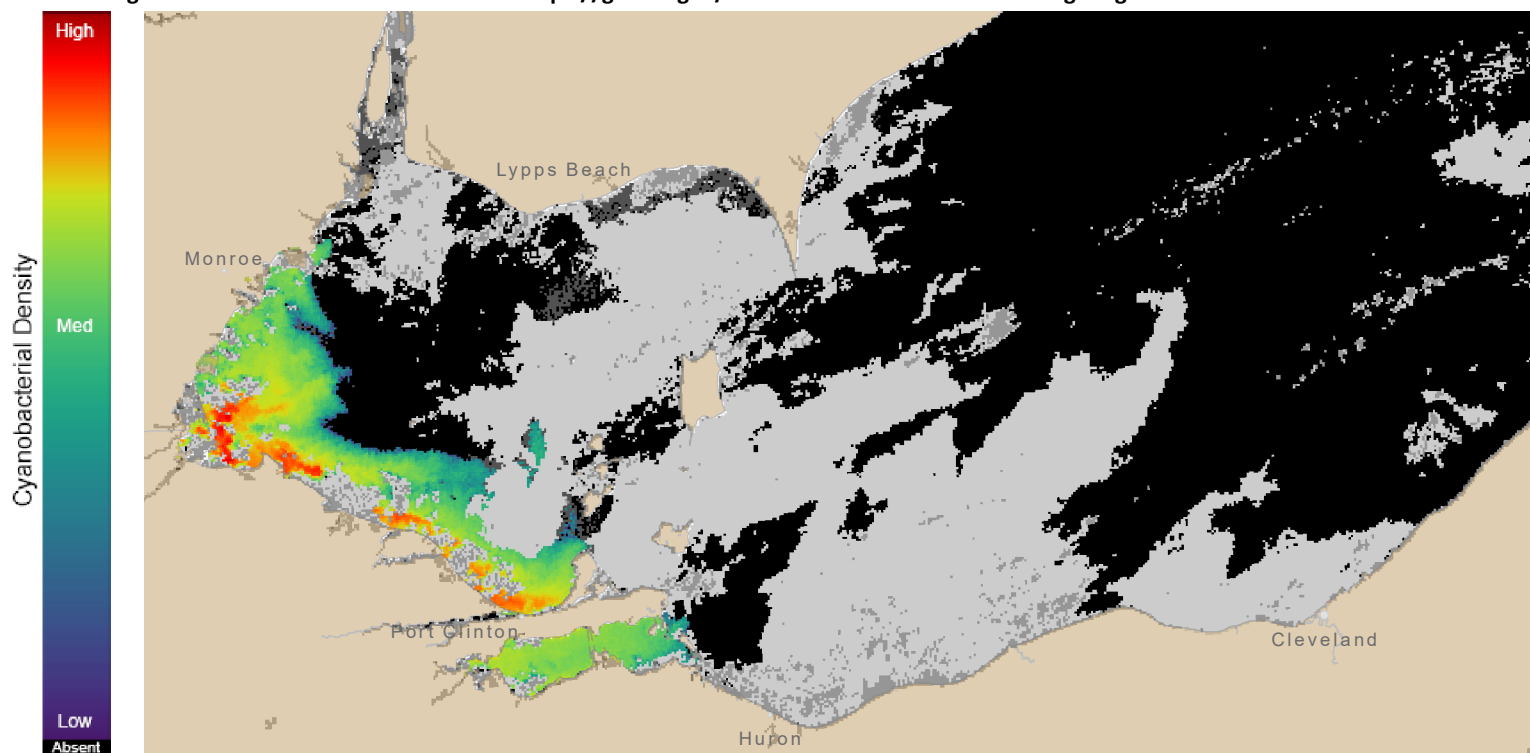 High
Med
Low
Absent
Cyanobacterial Density
Lypps Beach
Monroe
Port Clinton
Cleveland
Huron